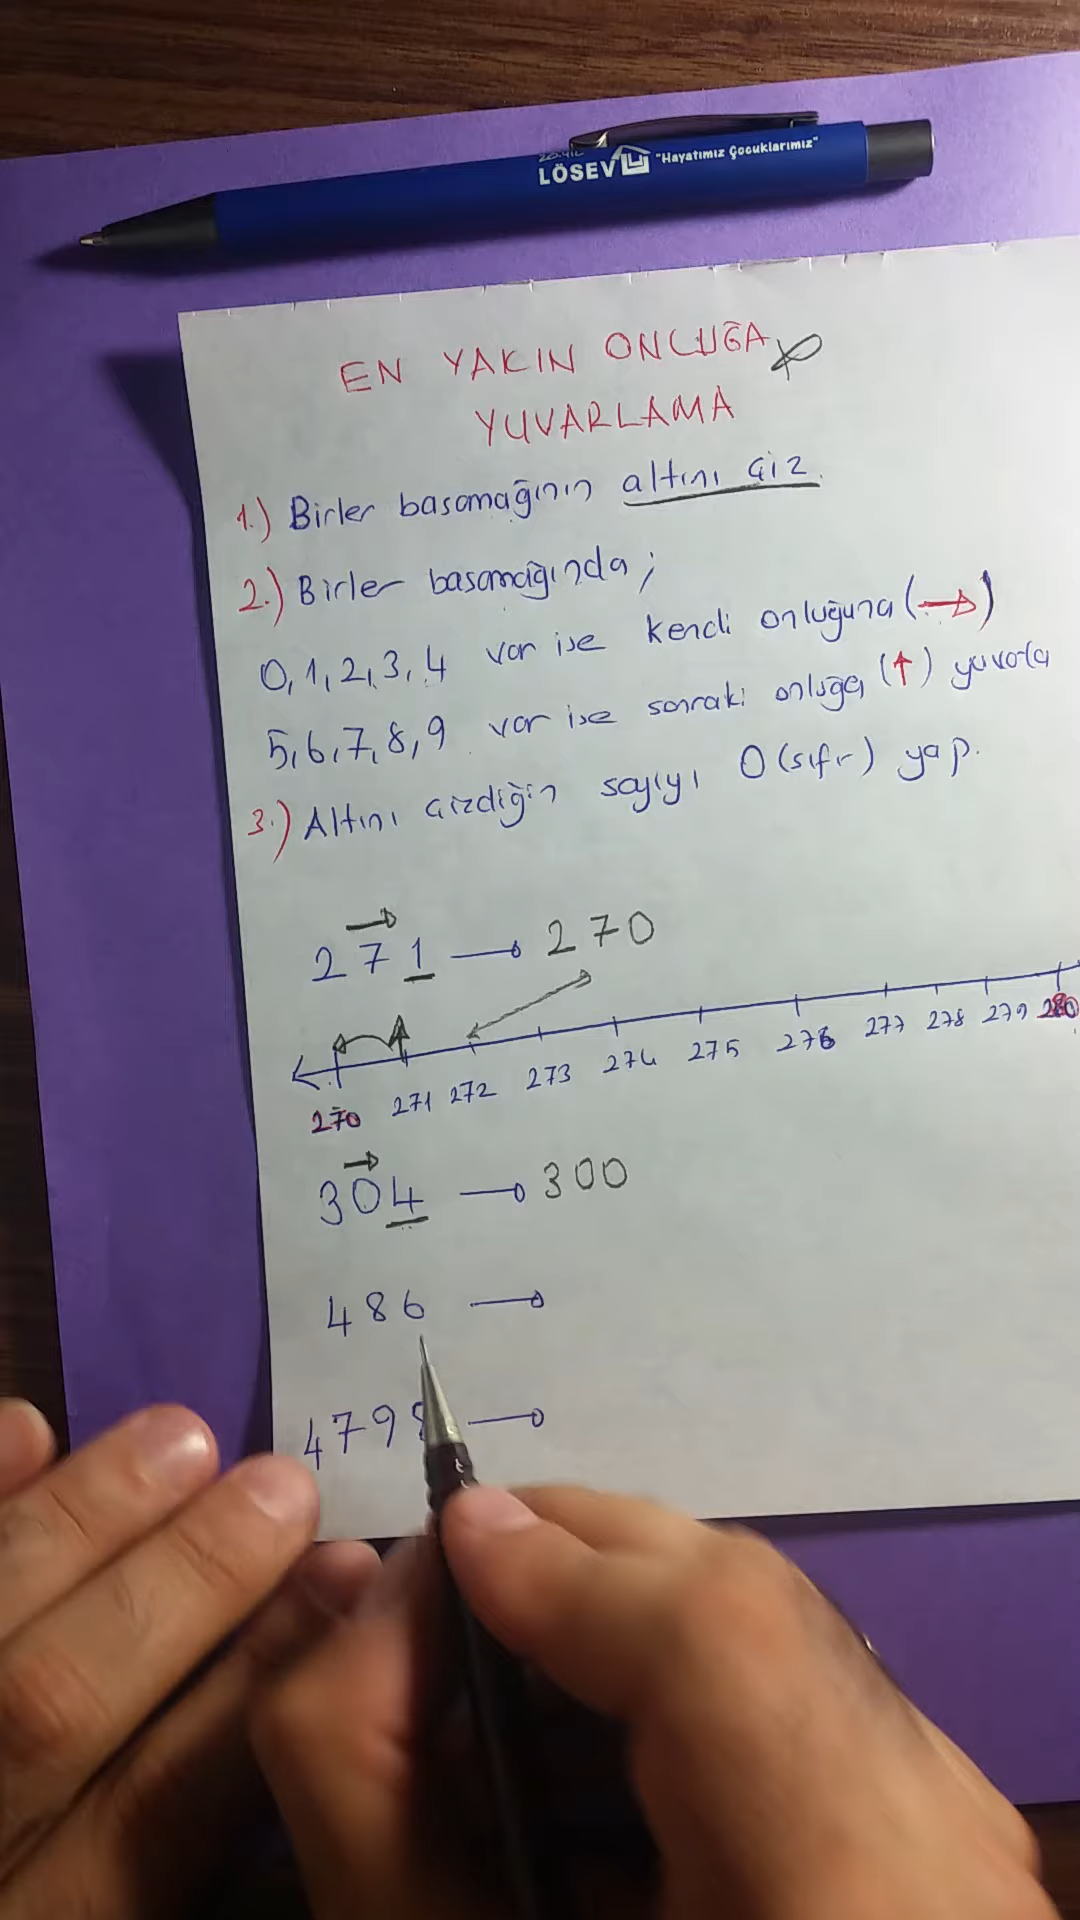 20.YIL
LÖSEV "Hayatımız Çocuklarımız"
EN YAKIN ONLUĞA
YUVARLAMA
1.) Birler basamağının altını çiz.
2.) Birler basamağında;
0,1,2,3,4 var ise kendi onluğuna (→)
5,6,7,8,9 var ise sonraki onluğa (↑) yuvarla
3.) Altını çizdiğin sayıyı 0 (sıfır) yap.
271 → 270
270 271 272 273 274 275 276 277 278 279 280
304 → 300
486 →
4798 →